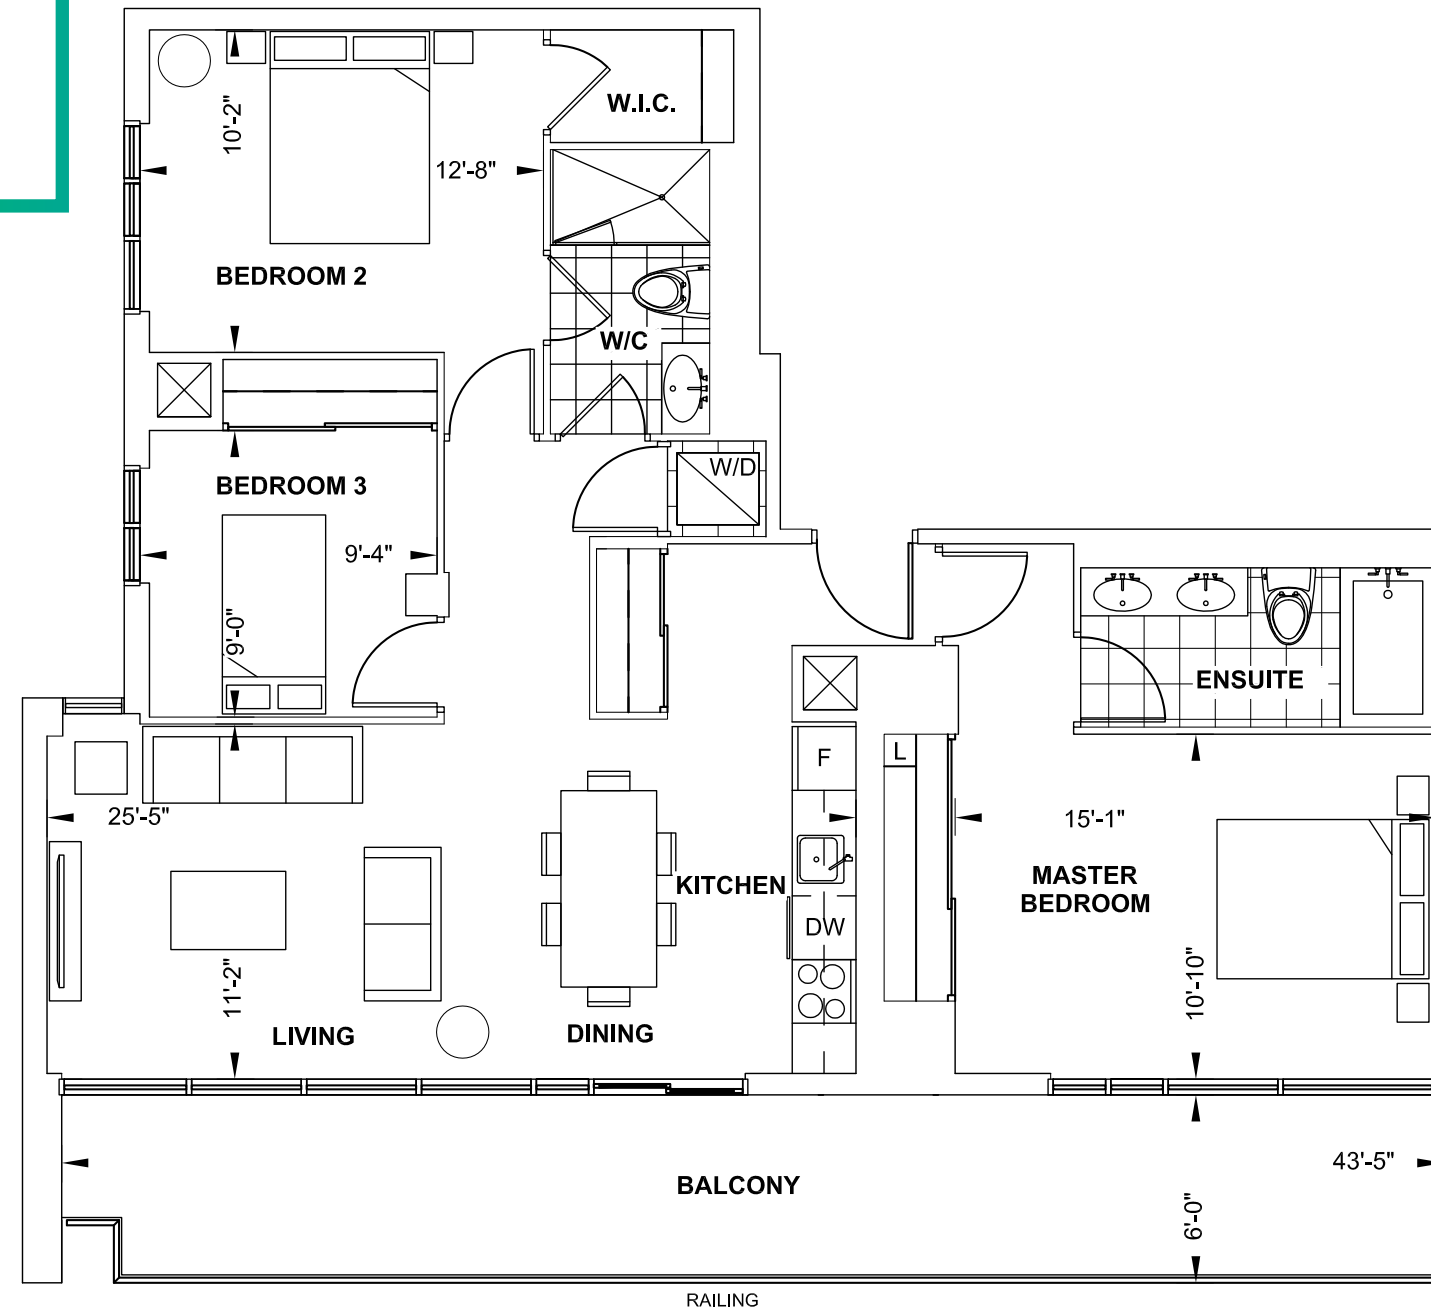 W.I.C.
10'-2"
12'-8"
BEDROOM 2
W/C
W/D
BEDROOM 3
9'-4"
9'-0"
ENSUITE
F
L
25'-5"
15'-1"
KITCHEN
MASTER
BEDROOM
DW
11'-2"
10'-10"
LIVING
DINING
43'-5"
BALCONY
6'-0"
RAILING